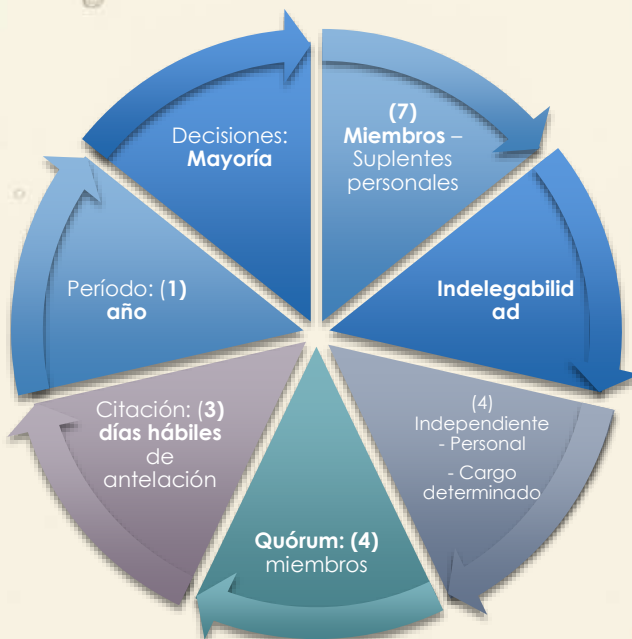 (7)
Miembros –
Suplentes
personales
Indelegabilid
ad
(4)
Independiente
- Personal
- Cargo
determinado
Quórum: (4)
miembros
Citación: (3)
días hábiles
de
antelación
Período: (1)
año
Decisiones:
Mayoría